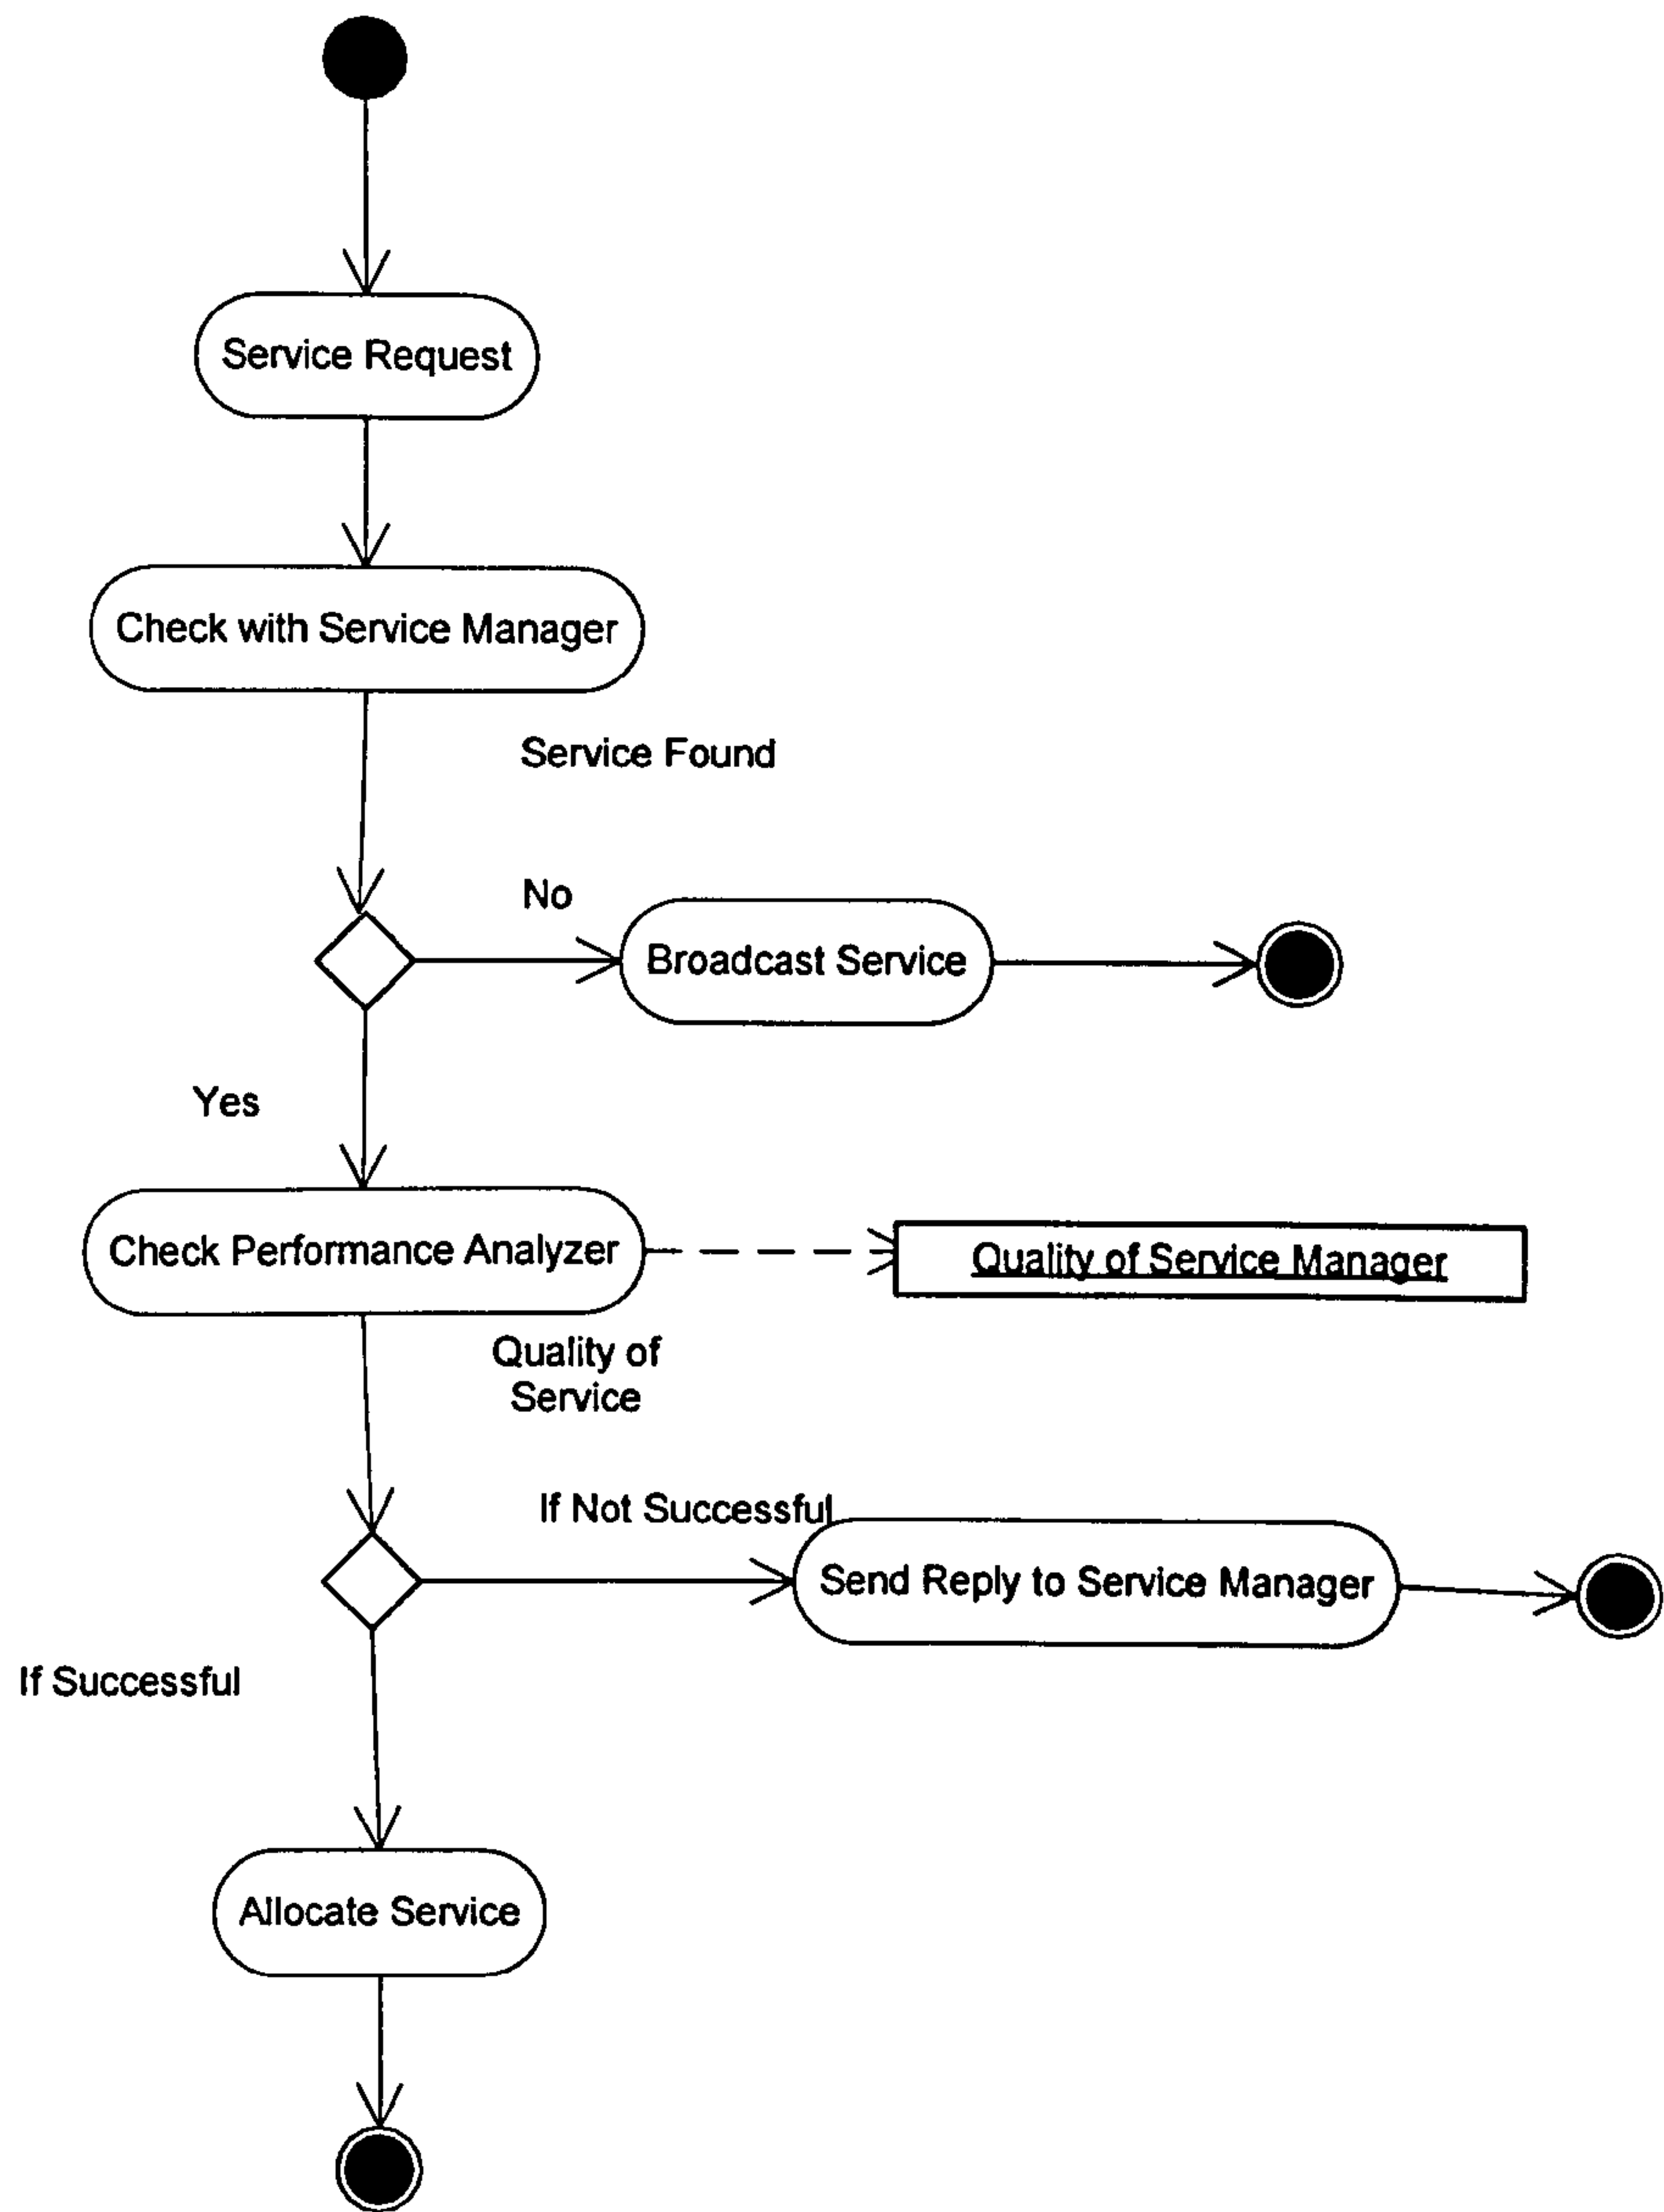 Service Request
Check with Service Manager
Service Found
No
Broadcast Service
Yes
Check Performance Analyzer
Quality of Service Manager
Quality of
Service
If Not Successful
Send Reply to Service Manager
If Successful
Allocate Service